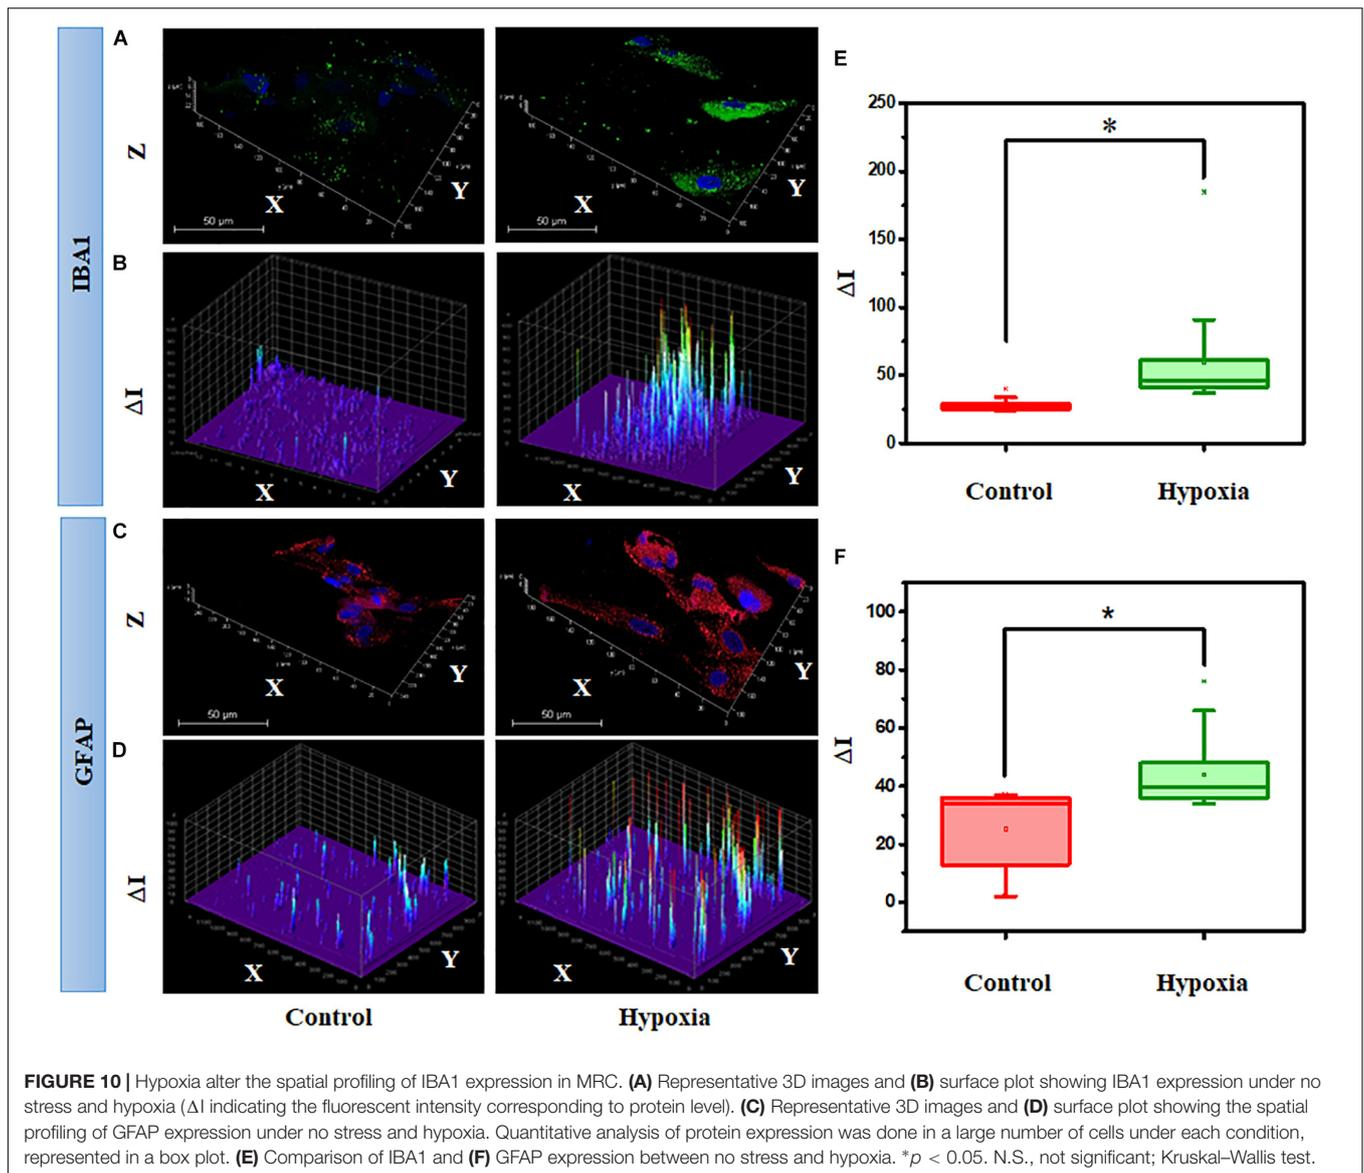 A
IBA1
Z
X
Y
50 µm
X
Y
50 µm
B
ΔI
X
Y
X
Y
C
GFAP
Z
X
Y
50 µm
X
Y
50 µm
D
ΔI
X
Y
X
Y
Control
Hypoxia
E
ΔI
250
200
150
100
50
0
*
Control
Hypoxia
F
ΔI
100
80
60
40
20
0
*
Control
Hypoxia
FIGURE 10 | Hypoxia alter the spatial profiling of IBA1 expression in MRC. (A) Representative 3D images and (B) surface plot showing IBA1 expression under no
stress and hypoxia (ΔI indicating the fluorescent intensity corresponding to protein level). (C) Representative 3D images and (D) surface plot showing the spatial
profiling of GFAP expression under no stress and hypoxia. Quantitative analysis of protein expression was done in a large number of cells under each condition,
represented in a box plot. (E) Comparison of IBA1 and (F) GFAP expression between no stress and hypoxia. *p < 0.05. N.S., not significant; Kruskal–Wallis test.